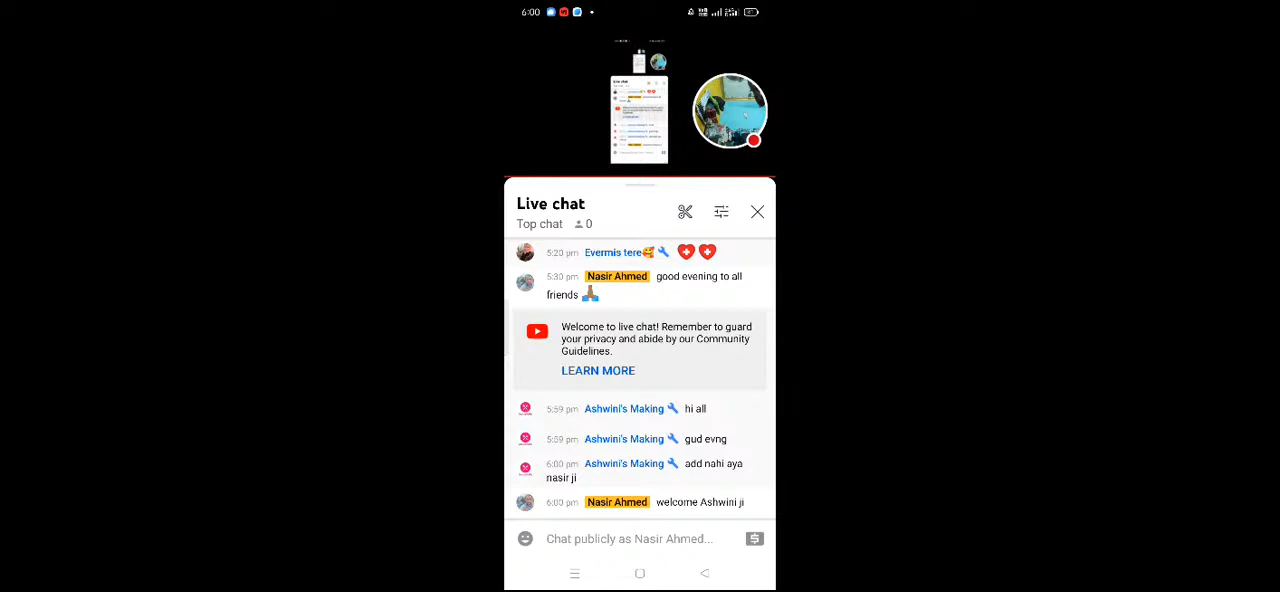 6:00
Live chat
Top chat 0
5:20 pm Evermis tere🥰
5:30 pm Nasir Ahmed good evening to all
friends 🙏🏽
Welcome to live chat! Remember to guard
your privacy and abide by our Community
Guidelines.
LEARN MORE
5:59 pm Ashwini's Making hi all
5:59 pm Ashwini's Making gud evng
6:00 pm Ashwini's Making add nahi aya
nasir ji
6:00 pm Nasir Ahmed welcome Ashwini ji
Chat publicly as Nasir Ahmed...